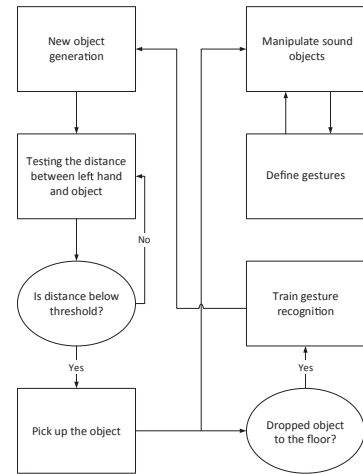 New object
generation
Manipulate sound
objects
Testing the distance
between left hand
and object
Define gestures
No
Is distance below
threshold?
Train gesture
recognition
Yes
Yes
Pick up the object
Dropped object
to the floor?